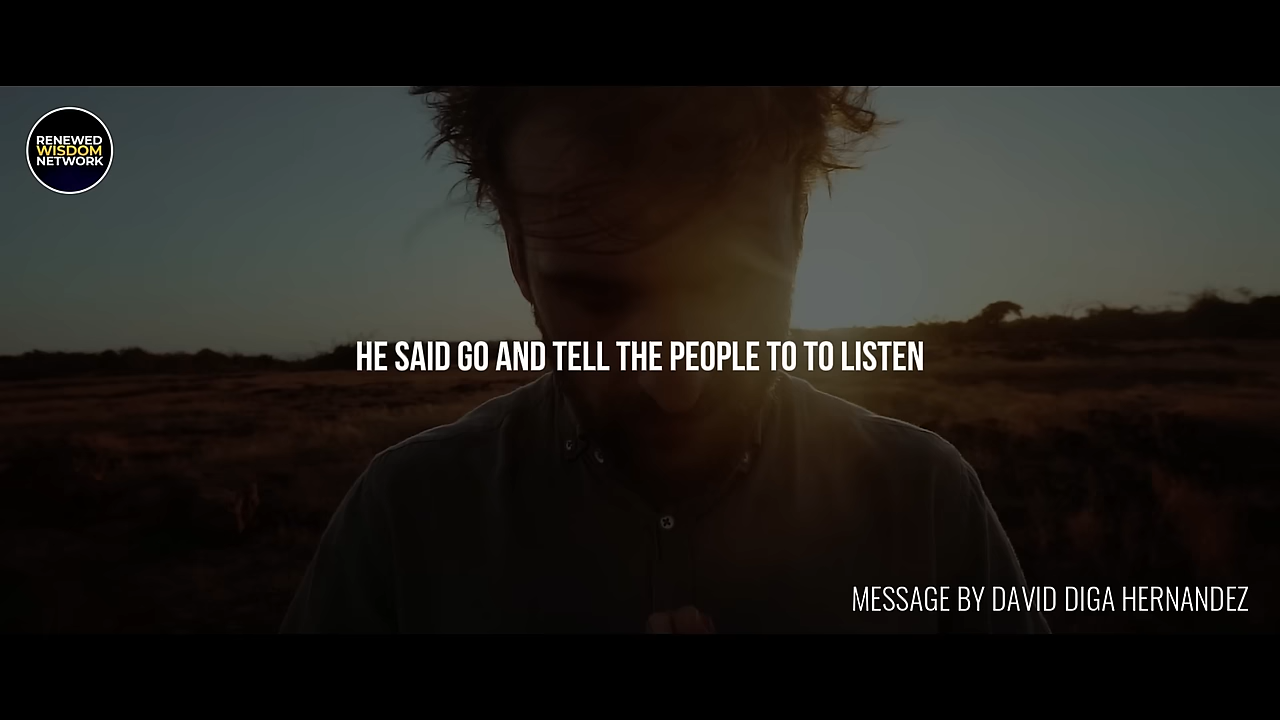 RENEWED
WISDOM
NETWORK
HE SAID GO AND TELL THE PEOPLE TO TO LISTEN
MESSAGE BY DAVID DIGA HERNANDEZ